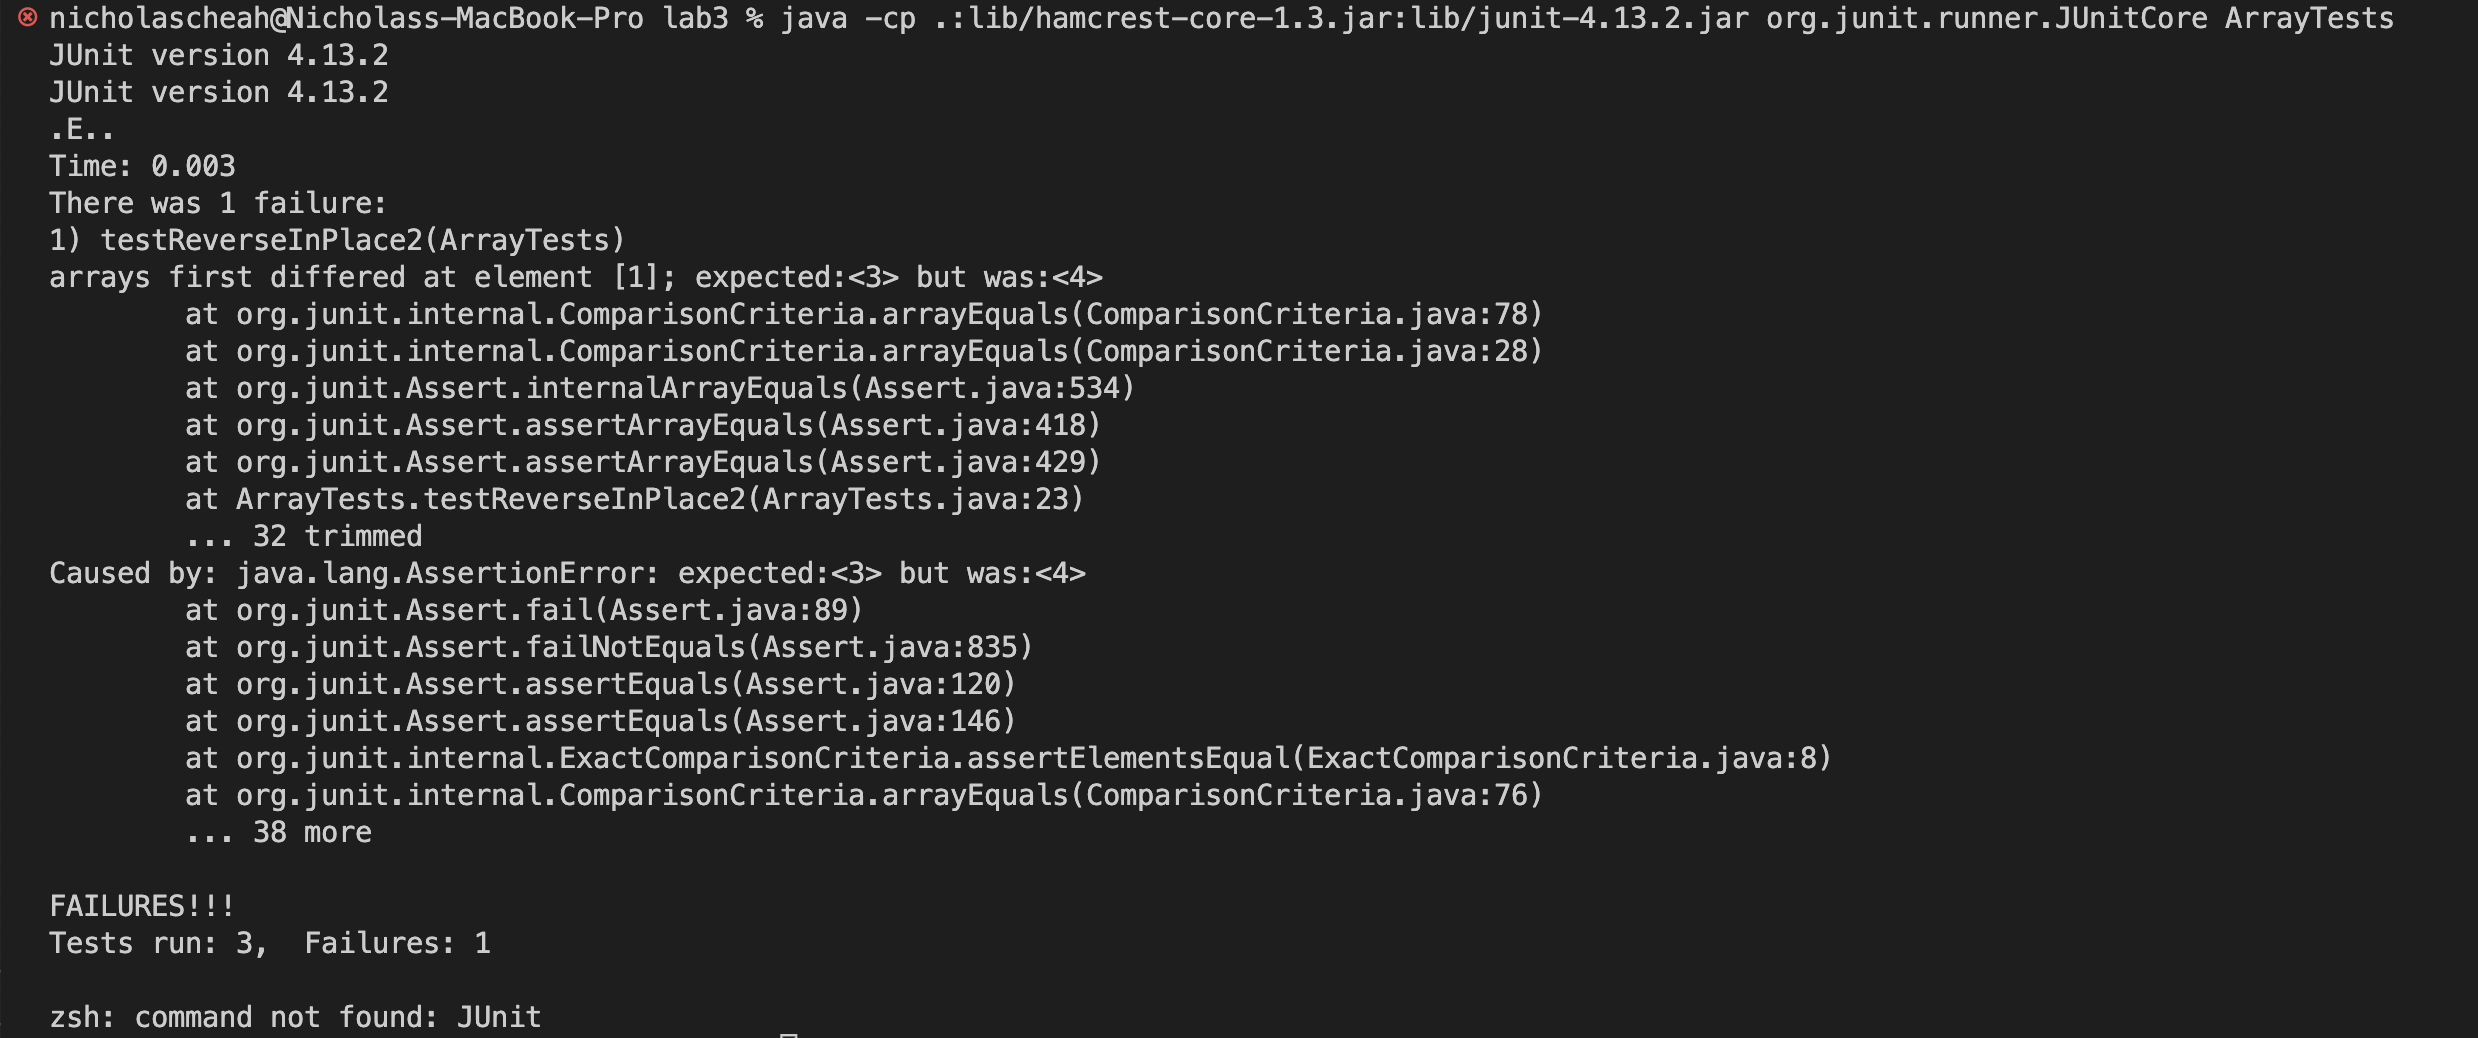 nicholascheah@Nicholass-MacBook-Pro lab3 % java -cp .:lib/hamcrest-core-1.3.jar:lib/junit-4.13.2.jar org.junit.runner.JUnitCore ArrayTests
JUnit version 4.13.2
JUnit version 4.13.2
.E..
Time: 0.003
There was 1 failure:
1) testReverseInPlace2(ArrayTests)
arrays first differed at element [1]; expected:<3> but was:<4>
        at org.junit.internal.ComparisonCriteria.arrayEquals(ComparisonCriteria.java:78)
        at org.junit.internal.ComparisonCriteria.arrayEquals(ComparisonCriteria.java:28)
        at org.junit.Assert.internalArrayEquals(Assert.java:534)
        at org.junit.Assert.assertArrayEquals(Assert.java:418)
        at org.junit.Assert.assertArrayEquals(Assert.java:429)
        at ArrayTests.testReverseInPlace2(ArrayTests.java:23)
        ... 32 trimmed
Caused by: java.lang.AssertionError: expected:<3> but was:<4>
        at org.junit.Assert.fail(Assert.java:89)
        at org.junit.Assert.failNotEquals(Assert.java:835)
        at org.junit.Assert.assertEquals(Assert.java:120)
        at org.junit.Assert.assertEquals(Assert.java:146)
        at org.junit.internal.ExactComparisonCriteria.assertElementsEqual(ExactComparisonCriteria.java:8)
        at org.junit.internal.ComparisonCriteria.arrayEquals(ComparisonCriteria.java:76)
        ... 38 more
FAILURES!!!
Tests run: 3,  Failures: 1
zsh: command not found: JUnit